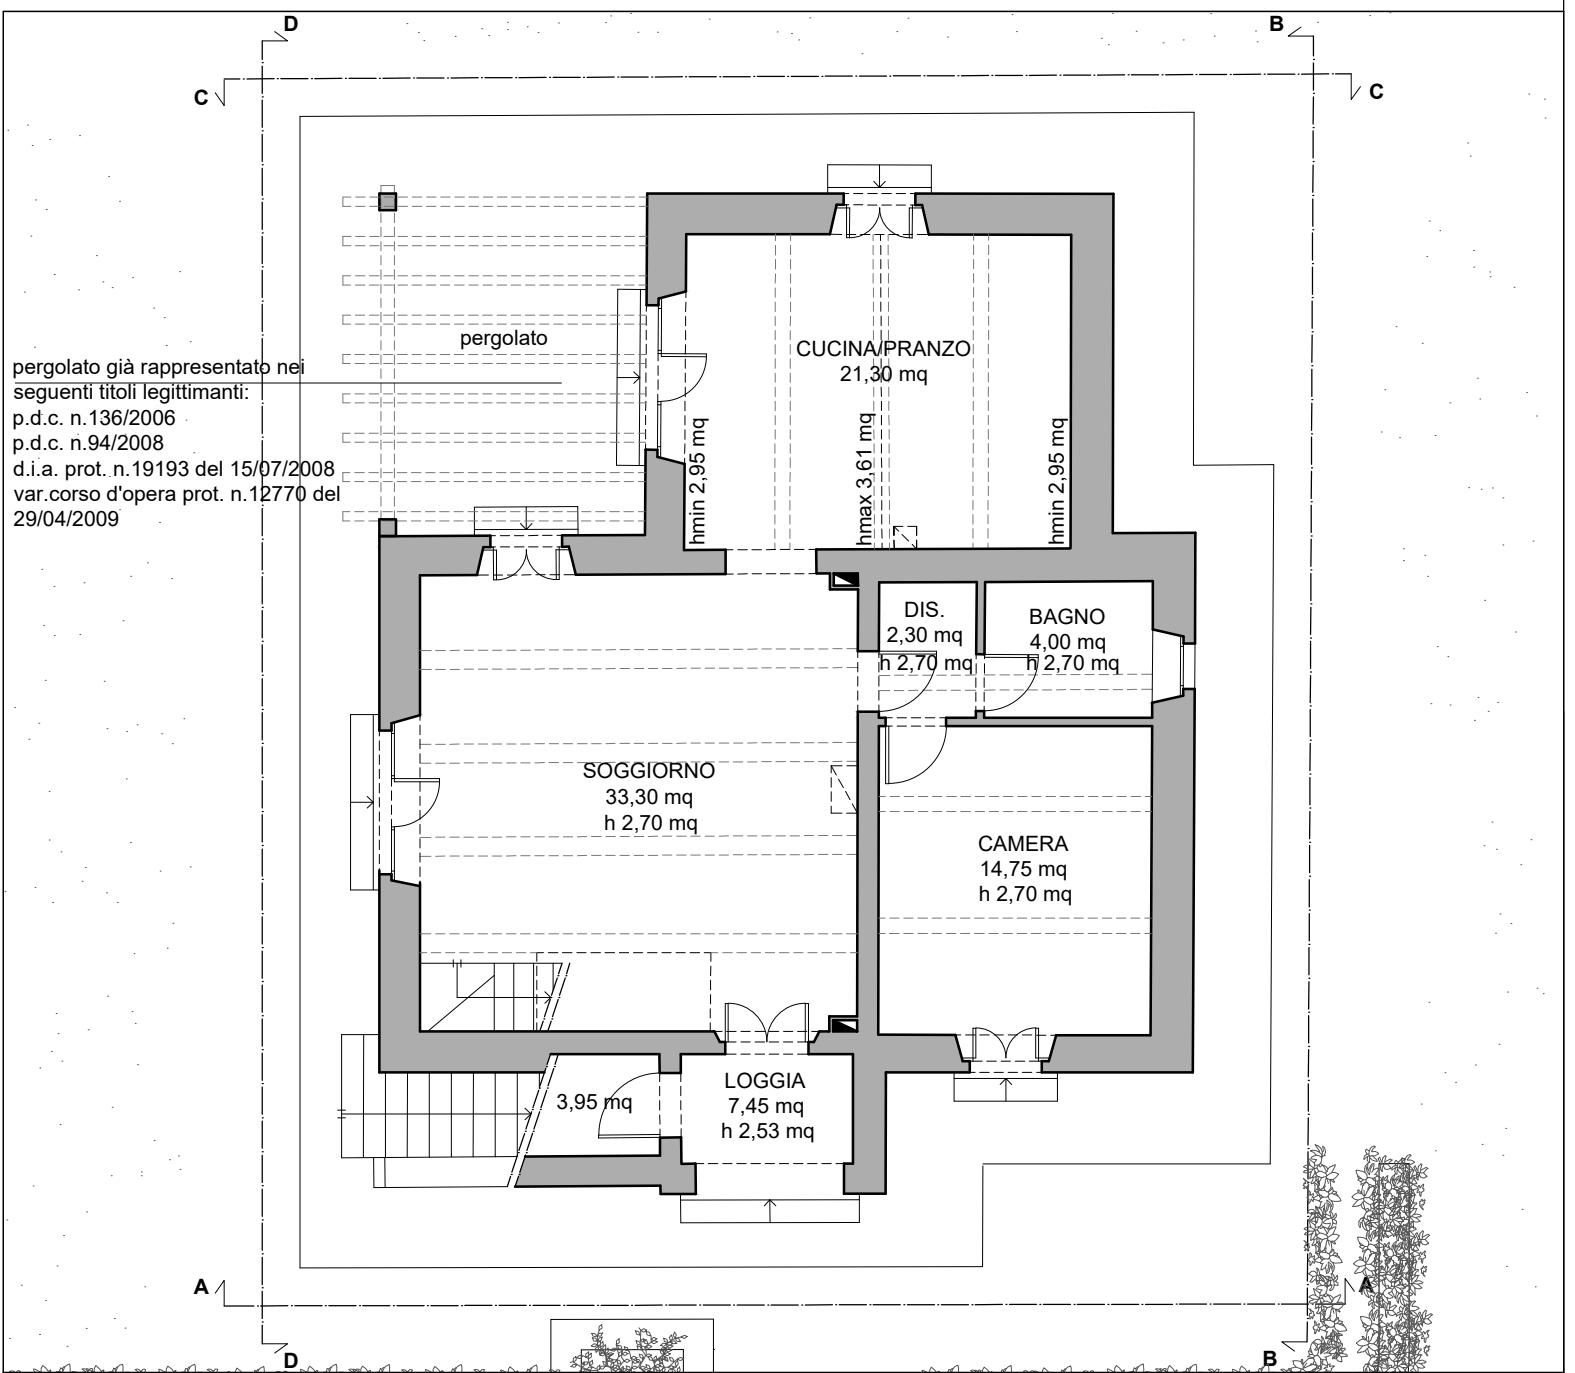 D
B
C
C
pergolato
pergolato già rappresentato nei
seguenti titoli legittimanti:
p.d.c. n.136/2006
p.d.c. n.94/2008
d.i.a. prot. n.19193 del 15/07/2008
var.corso d'opera prot. n.12770 del
29/04/2009
CUCINA/PRANZO
21,30 mq
hmin 2,95 mq
hmax 3,61 mq
hmin 2,95 mq
DIS.
2,30 mq
h 2,70 mq
BAGNO
4,00 mq
h 2,70 mq
SOGGIORNO
33,30 mq
h 2,70 mq
CAMERA
14,75 mq
h 2,70 mq
3,95 mq
LOGGIA
7,45 mq
h 2,53 mq
A
A
D
B